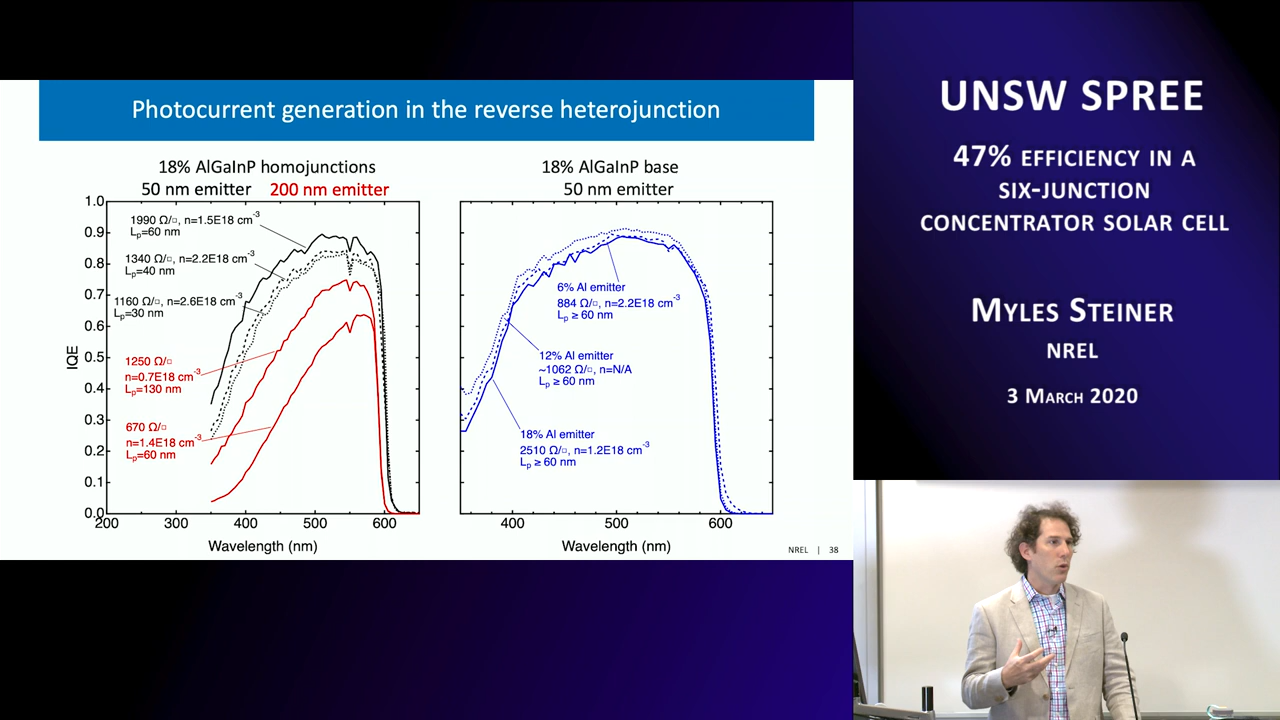 Photocurrent generation in the reverse heterojunction
18% AlGaInP homojunctions
50 nm emitter 200 nm emitter
1.0
0.9
0.8
0.7
0.6
0.5
0.4
0.3
0.2
0.1
0.0
IQE
1990 Ω/□, n=1.5E18 cm⁻³
Lₚ=60 nm
1340 Ω/□, n=2.2E18 cm⁻³
Lₚ=40 nm
1160 Ω/□, n=2.6E18 cm⁻³
Lₚ=30 nm
1250 Ω/□
n=0.7E18 cm⁻³
Lₚ=130 nm
670 Ω/□
n=1.4E18 cm⁻³
Lₚ=60 nm
200 300 400 500 600
Wavelength (nm)
18% AlGaInP base
50 nm emitter
6% Al emitter
884 Ω/□, n=2.2E18 cm⁻³
Lₚ ≥ 60 nm
12% Al emitter
~1062 Ω/□, n=N/A
Lₚ ≥ 60 nm
18% Al emitter
2510 Ω/□, n=1.2E18 cm⁻³
Lₚ ≥ 60 nm
400 500 600
Wavelength (nm)
NREL | 38
UNSW SPREE
47% EFFICIENCY IN A
SIX-JUNCTION
CONCENTRATOR SOLAR CELL
MYLES STEINER
NREL
3 MARCH 2020